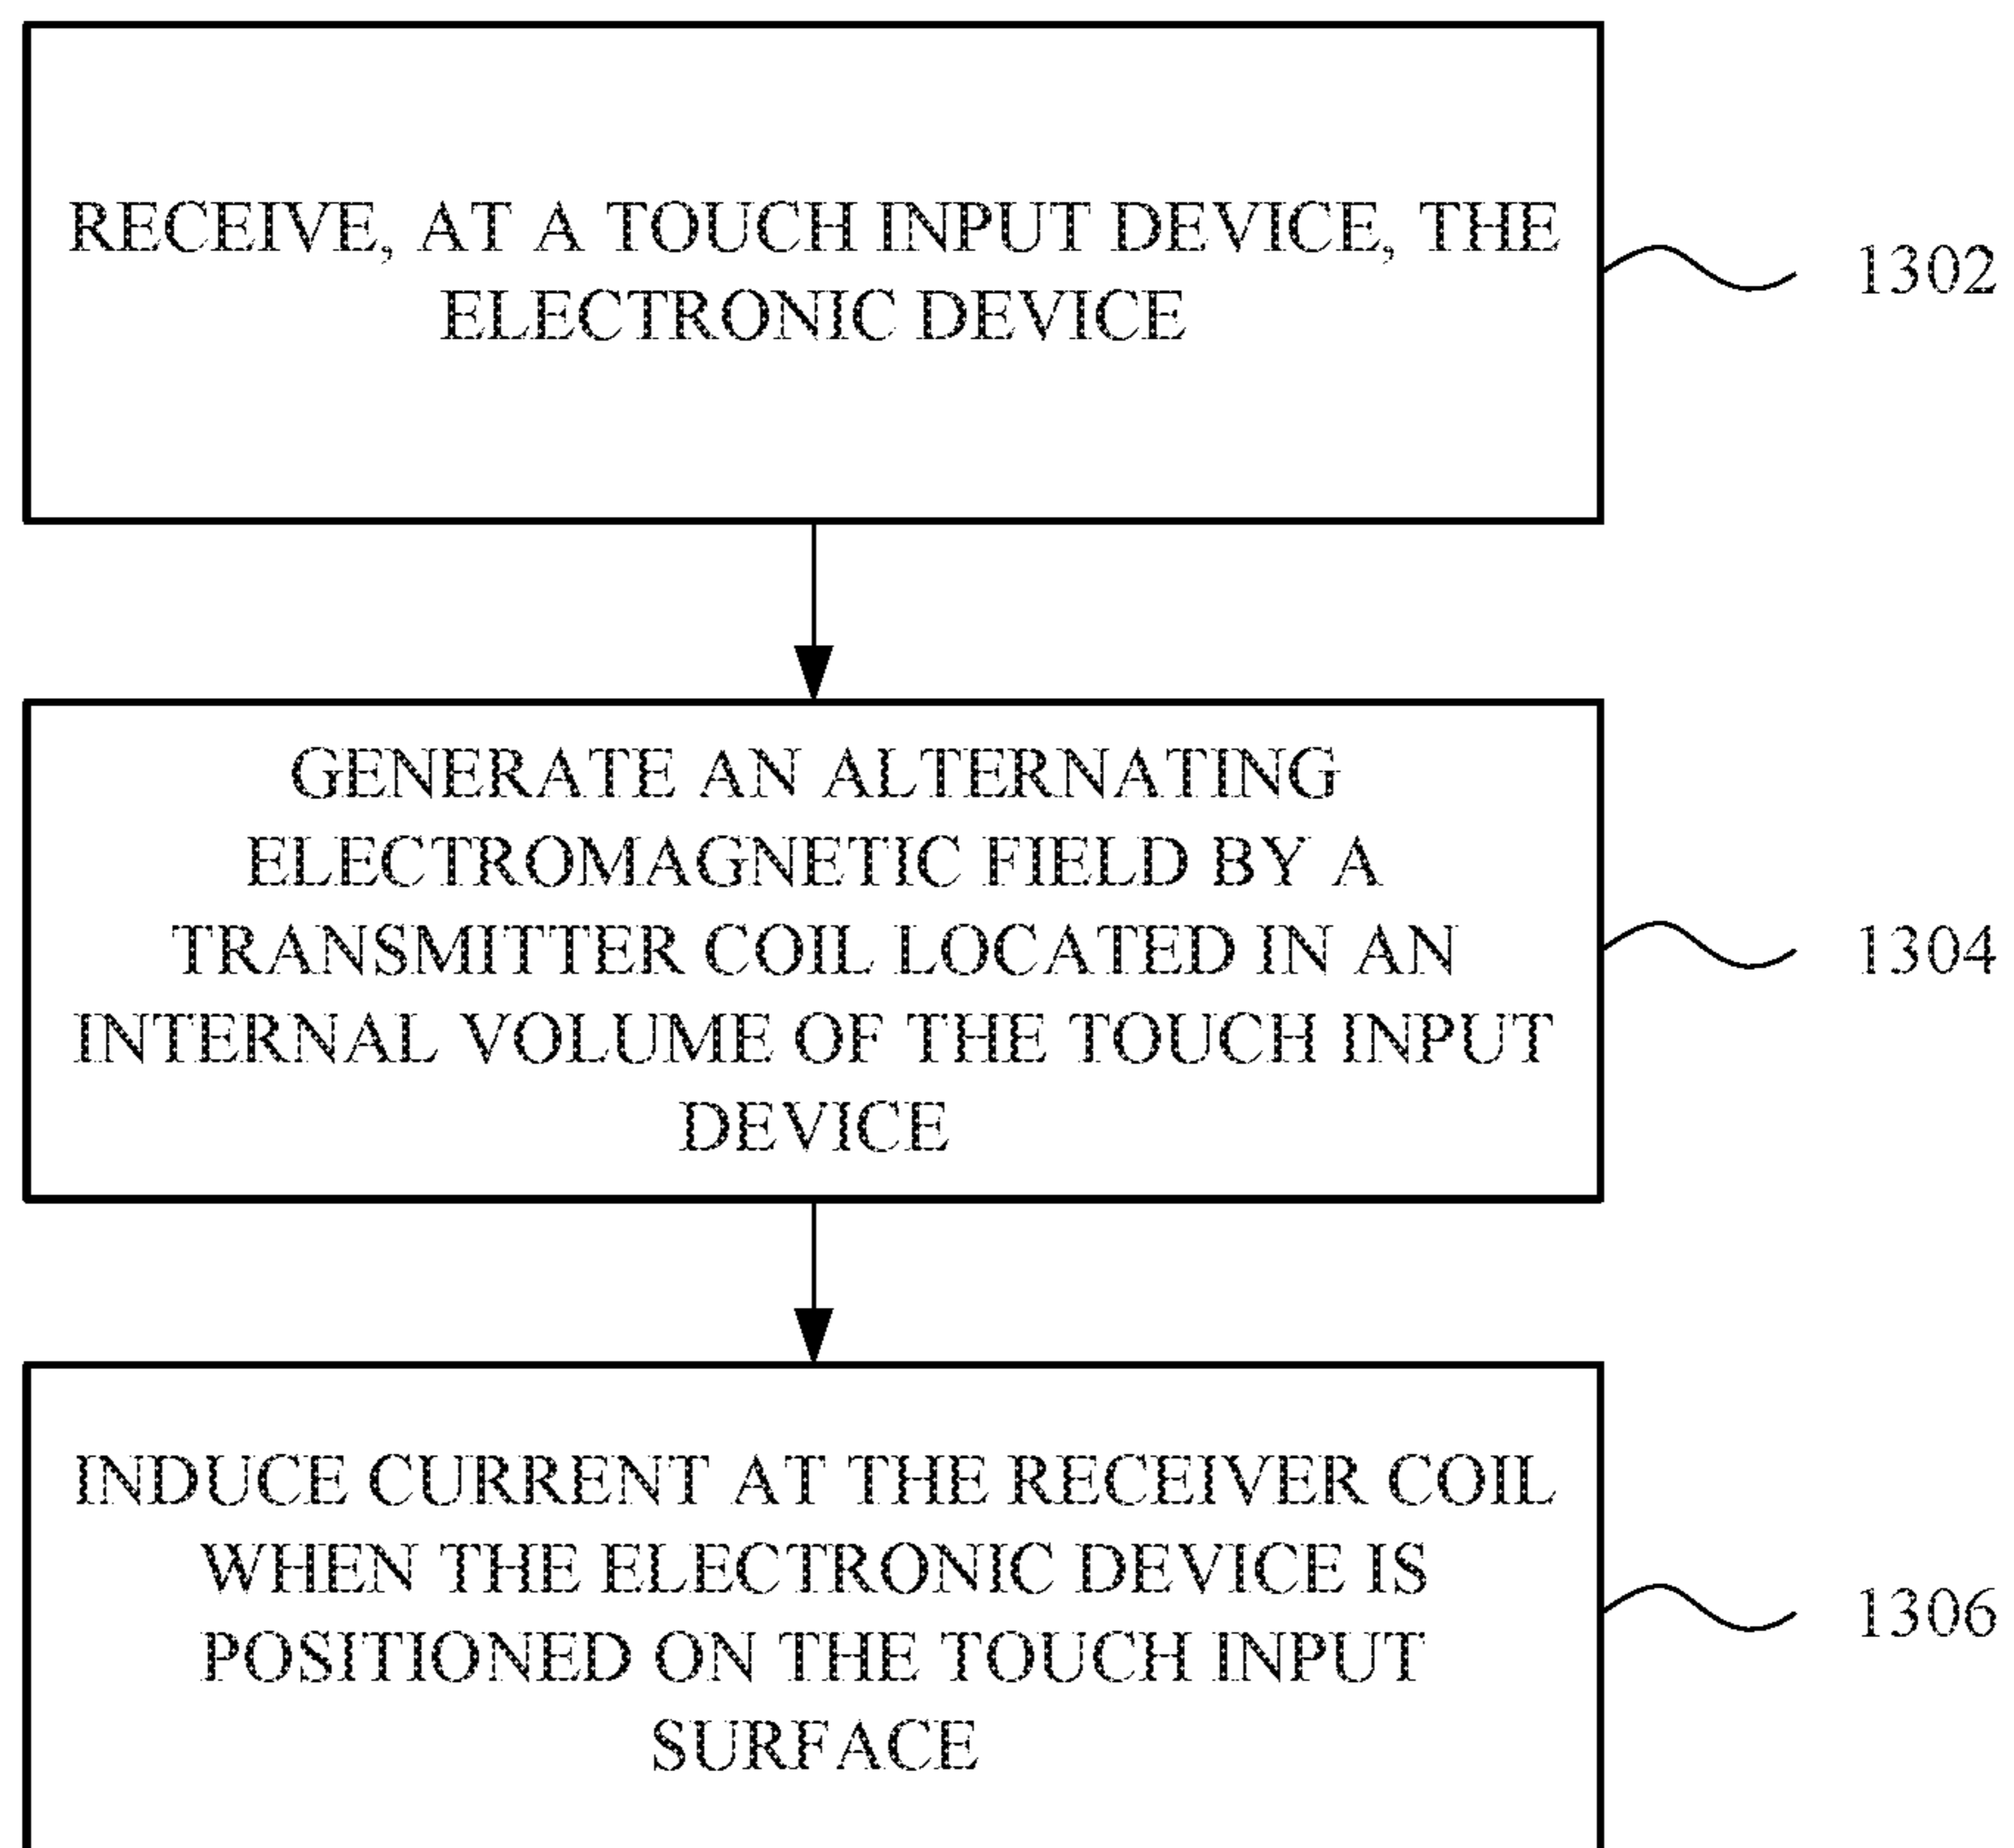 RECEIVE, AT A TOUCH INPUT DEVICE, THE
ELECTRONIC DEVICE
1302
GENERATE AN ALTERNATING
ELECTROMAGNETIC FIELD BY A
TRANSMITTER COIL LOCATED IN AN
INTERNAL VOLUME OF THE TOUCH INPUT
DEVICE
1304
INDUCE CURRENT AT THE RECEIVER COIL
WHEN THE ELECTRONIC DEVICE IS
POSITIONED ON THE TOUCH INPUT
SURFACE
1306